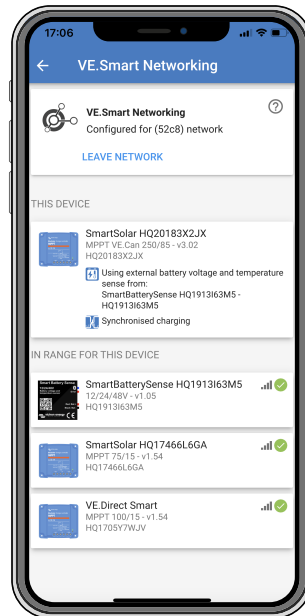 17:06
VE.Smart Networking
VE.Smart Networking
Configured for (52c8) network
LEAVE NETWORK
THIS DEVICE
SmartSolar HQ20183X2JX
MPPT VE.Can 250/85 - v3.02
HQ20183X2JX
Using external battery voltage and temperature
sense from:
SmartBatterySense HQ1913I63M5 -
HQ1913I63M5
Synchronised charging
IN RANGE FOR THIS DEVICE
Smart Battery Sense
SmartBatterySense HQ1913I63M5
12/24/48V - v1.05
HQ1913I63M5
SmartSolar HQ17466L6GA
MPPT 75/15 - v1.54
HQ17466L6GA
VE.Direct Smart
MPPT 100/15 - v1.54
HQ1705Y7WJV